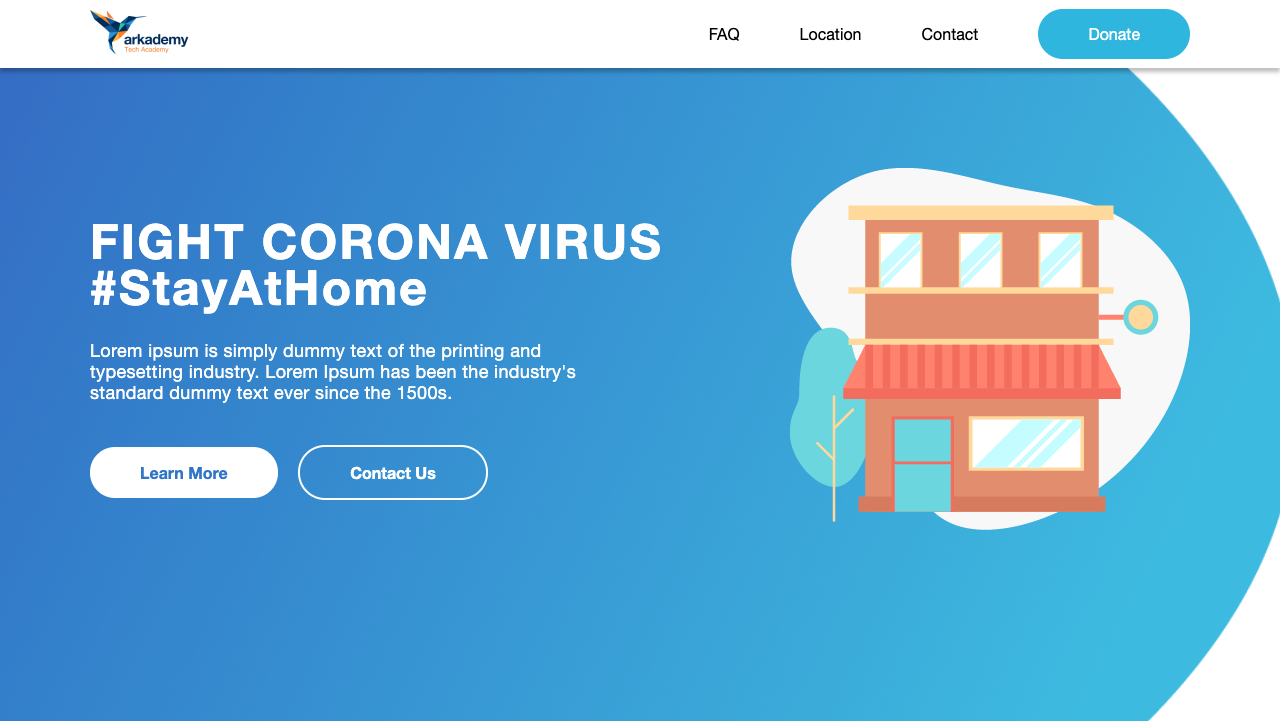 arkademy
Tech Academy
FAQ
Location
Contact
Donate
FIGHT CORONA VIRUS
#StayAtHome
Lorem ipsum is simply dummy text of the printing and
typesetting industry. Lorem Ipsum has been the industry's
standard dummy text ever since the 1500s.
Learn More
Contact Us